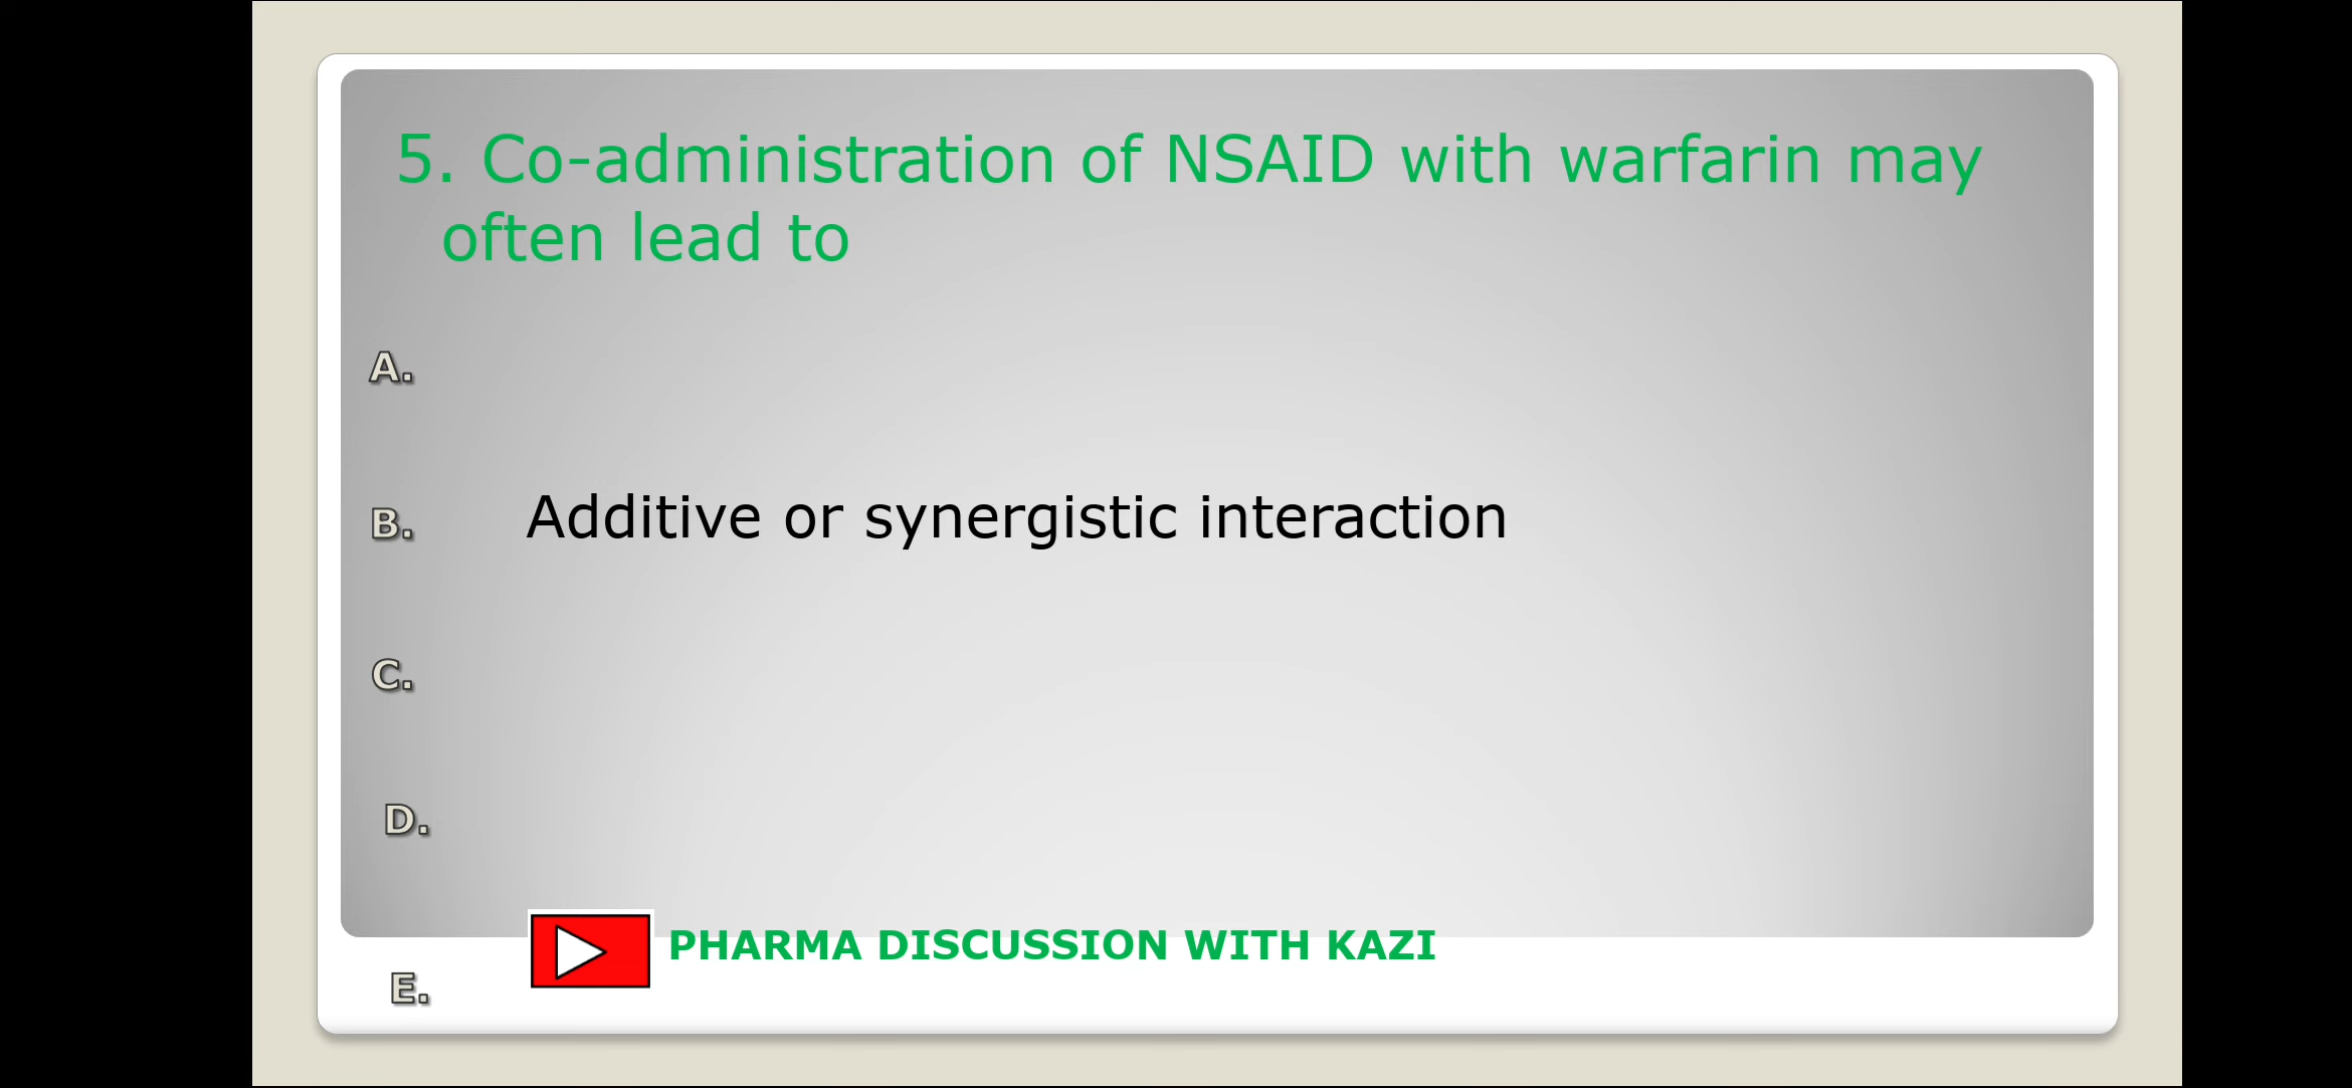 5. Co-administration of NSAID with warfarin may
often lead to
A.
B. Additive or synergistic interaction
C.
D.
PHARMA DISCUSSION WITH KAZI
E.